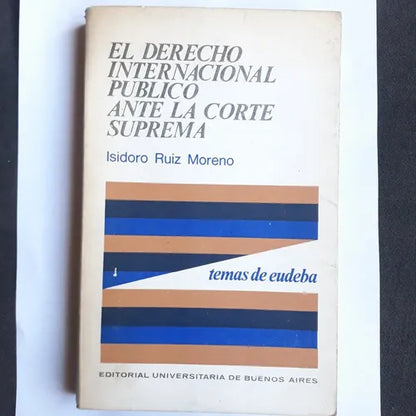 EL DERECHO
INTERNACIONAL
PUBLICO
ANTE LA CORTE
SUPREMA
Isidoro Ruiz Moreno
temas de eudeba
EDITORIAL UNIVERSITARIA DE BUENOS AIRES